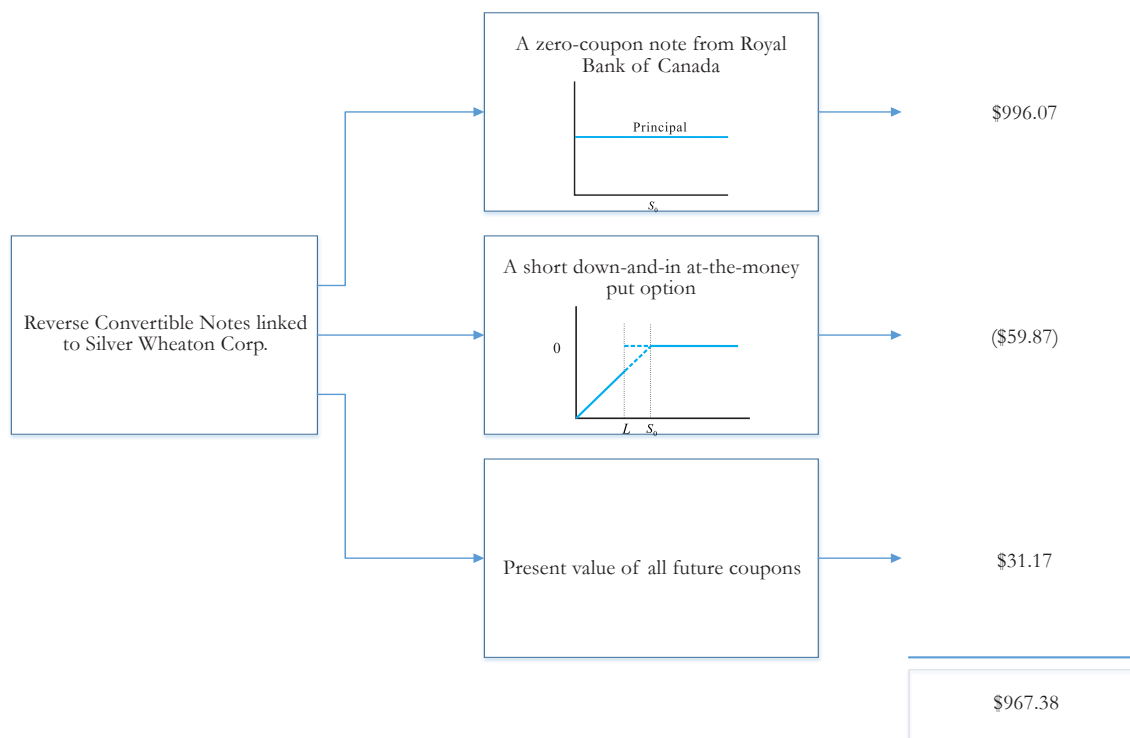 A zero-coupon note from Royal
Bank of Canada
Principal
S₀
$996.07
Reverse Convertible Notes linked
to Silver Wheaton Corp.
A short down-and-in at-the-money
put option
0
L S₀
($59.87)
Present value of all future coupons
$31.17
$967.38